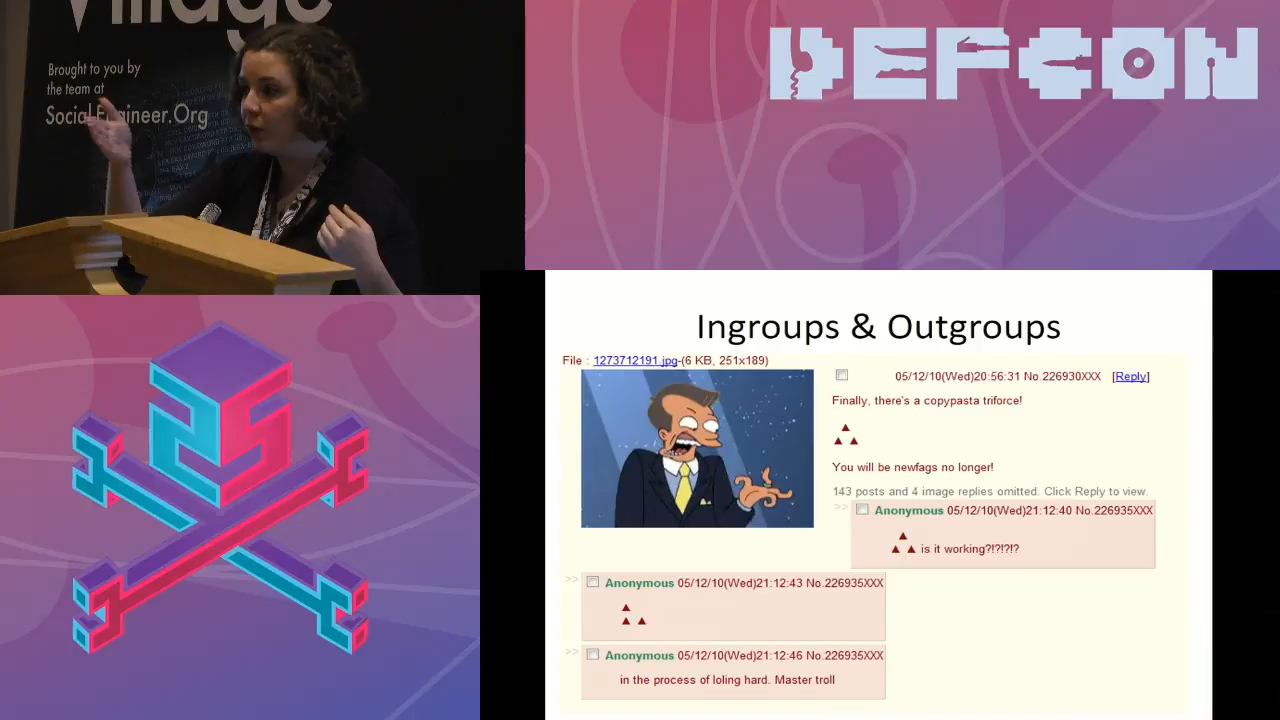 Village
Brought to you by
the team at
Social-Engineer.Org
DEFCON
25
Ingroups & Outgroups
File : 1273712191.jpg-(6 KB, 251x189)
05/12/10(Wed)20:56:31 No.226930XXX [Reply]
Finally, there's a copypasta triforce!
▲
▲ ▲
You will be newfags no longer!
143 posts and 4 image replies omitted. Click Reply to view.
>> Anonymous 05/12/10(Wed)21:12:40 No.226935XXX
▲
▲ ▲ is it working?!?!?!?
>> Anonymous 05/12/10(Wed)21:12:43 No.226935XXX
▲
▲ ▲
>> Anonymous 05/12/10(Wed)21:12:46 No.226935XXX
in the process of loling hard. Master troll